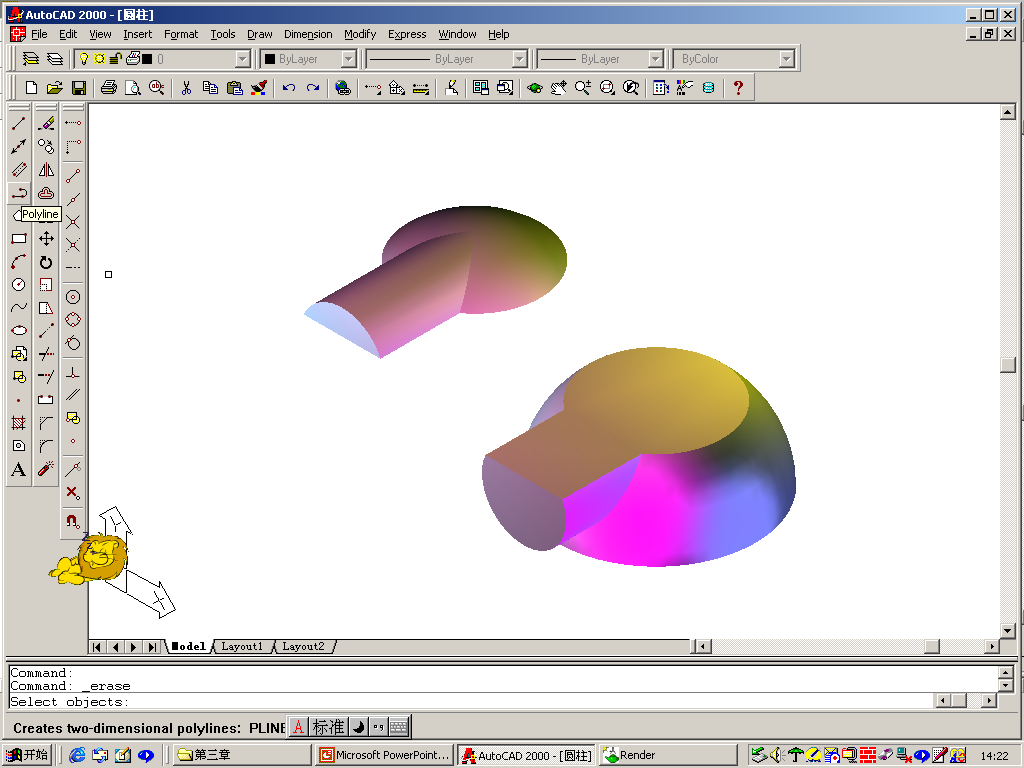 AutoCAD 2000 - [圆柱]
File Edit View Insert Format Tools Draw Dimension Modify Express Window Help
0 ByLayer ByLayer ByLayer ByColor
Polyline
A
Z
Y
X
Model Layout1 Layout2
Command:
Command: _erase
Select objects:
Creates two-dimensional polylines: PLINE
A 标准
开始 第三章 Microsoft PowerPoint... AutoCAD 2000 - [圆柱] Render 14:22